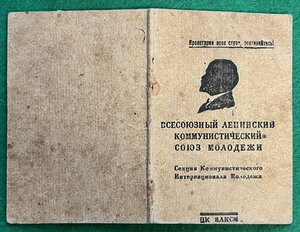 Пролетарии всех стран, соединяйтесь!
ВСЕСОЮЗНЫЙ ЛЕНИНСКИЙ
КОММУНИСТИЧЕСКИЙ
СОЮЗ МОЛОДЕЖИ
Секция Коммунистического
Интернационала Молодежи
ЦК ВЛКСМ